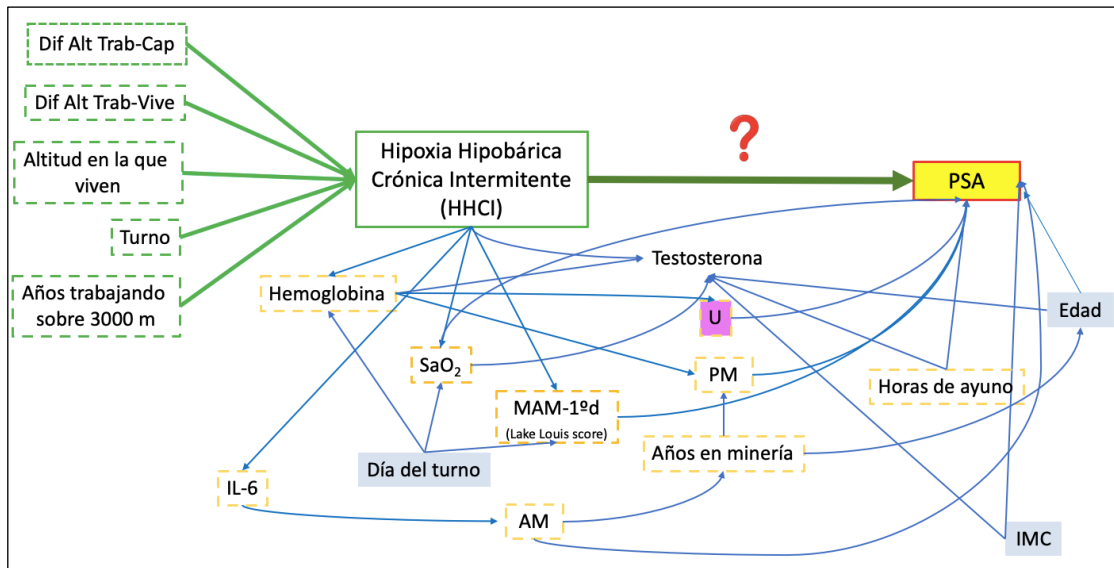 Dif Alt Trab-Cap
Dif Alt Trab-Vive
Altitud en la que
viven
Turno
Años trabajando
sobre 3000 m
Hipoxia Hipobárica
Crónica Intermitente
(HHCI)
?
PSA
Testosterona
Hemoglobina
U
Edad
SaO₂
PM
Horas de ayuno
MAM-1ºd
(Lake Louis score)
Años en minería
Día del turno
IL-6
AM
IMC